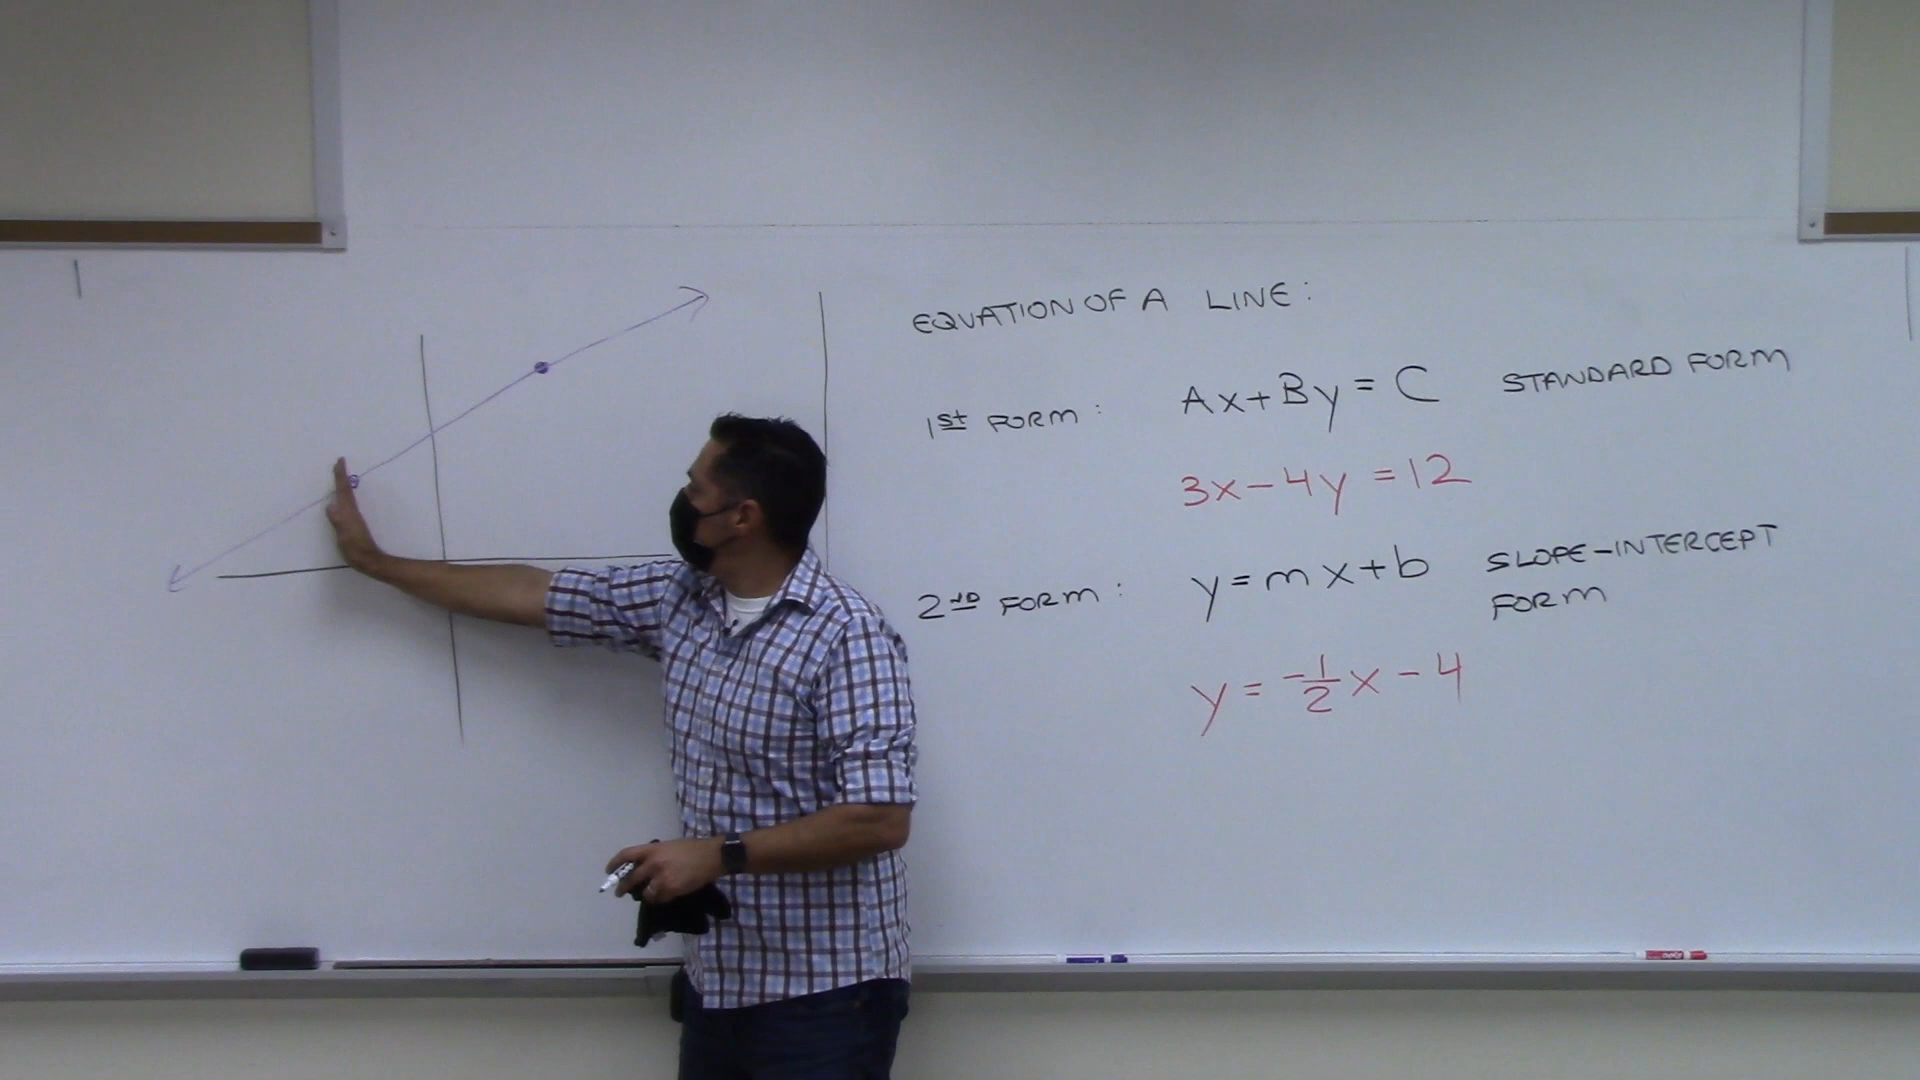 EQUATION OF A LINE:
1st FORM: Ax+By=C STANDARD FORM
3x-4y=12
2ND FORM: y=mx+b SLOPE-INTERCEPT
FORM
y=-1/2x-4